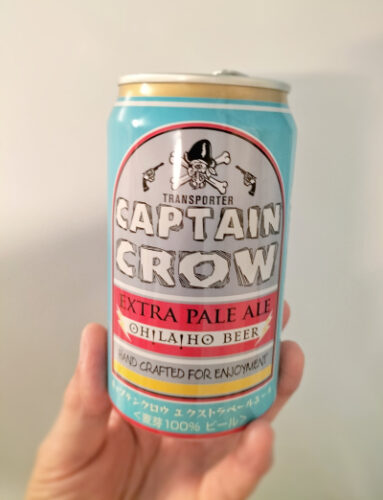 TRANSPORTER
CAPTAIN
CROW
EXTRA PALE ALE
OH!LA!HO BEER
HAND CRAFTED FOR ENJOYMENT
キャプテンクロウ エクストラペールエール
<麦芽100% ビール>